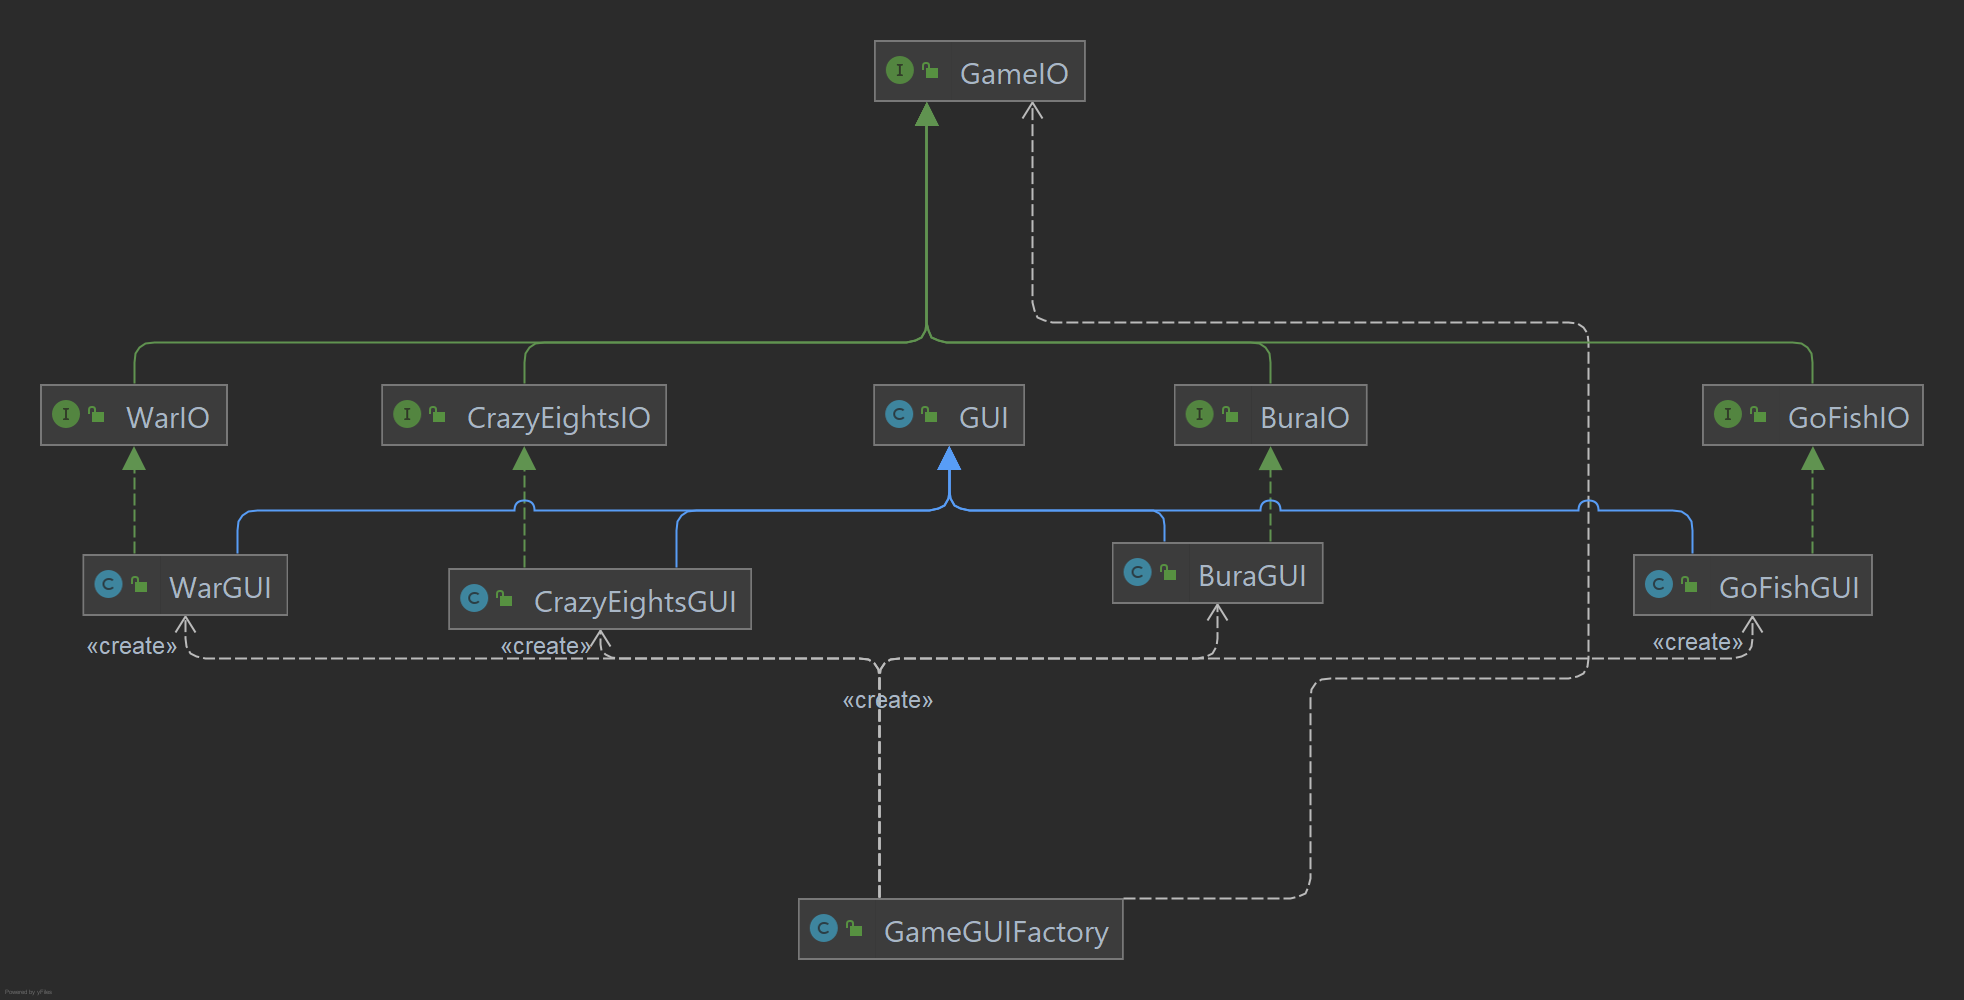 I GameIO
I WarIO
I CrazyEightsIO
C GUI
I BuraIO
I GoFishIO
C WarGUI
C CrazyEightsGUI
C BuraGUI
C GoFishGUI
«create»
«create»
«create»
«create»
C GameGUIFactory
Powered by yFiles